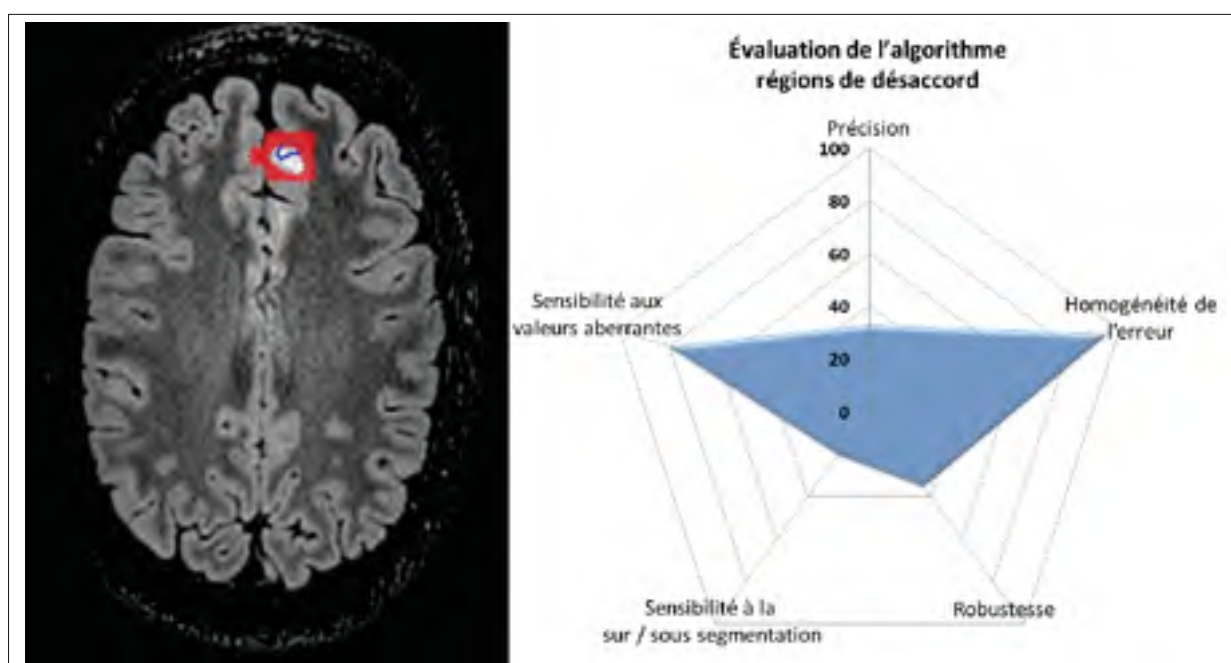 Évaluation de l'algorithme
régions de désaccord
Précision
100
80
60
40
20
0
Sensibilité aux
valeurs aberrantes
Homogénéité de
l'erreur
Sensibilité à la
sur / sous segmentation
Robustesse